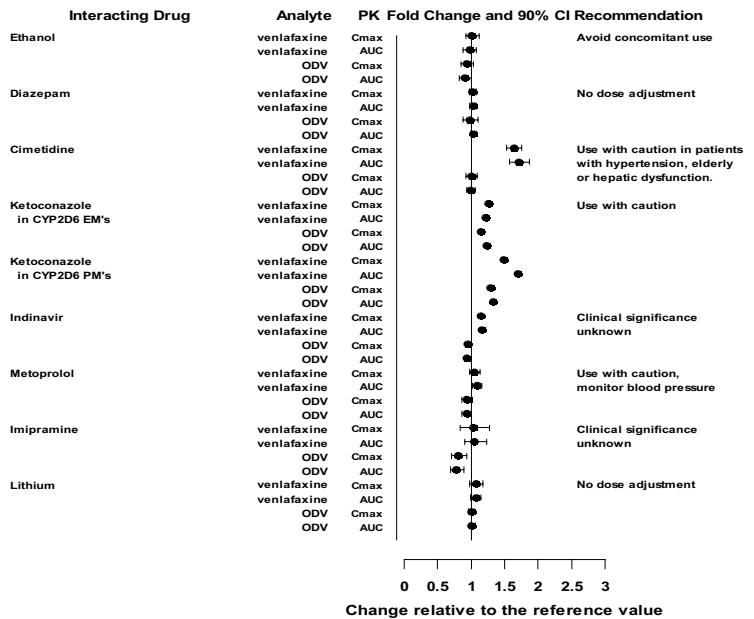 Interacting Drug Analyte PK Fold Change and 90% CI Recommendation
Ethanol venlafaxine Cmax Avoid concomitant use
venlafaxine AUC
ODV Cmax
ODV AUC
Diazepam venlafaxine Cmax No dose adjustment
venlafaxine AUC
ODV Cmax
ODV AUC
Cimetidine venlafaxine Cmax Use with caution in patients
venlafaxine AUC with hypertension, elderly
ODV Cmax or hepatic dysfunction.
ODV AUC
Ketoconazole venlafaxine Cmax Use with caution
in CYP2D6 EM's venlafaxine AUC
ODV Cmax
ODV AUC
Ketoconazole venlafaxine Cmax
in CYP2D6 PM's venlafaxine AUC
ODV Cmax
ODV AUC
Indinavir venlafaxine Cmax Clinical significance
venlafaxine AUC unknown
ODV Cmax
ODV AUC
Metoprolol venlafaxine Cmax Use with caution,
venlafaxine AUC monitor blood pressure
ODV Cmax
ODV AUC
Imipramine venlafaxine Cmax Clinical significance
venlafaxine AUC unknown
ODV Cmax
ODV AUC
Lithium venlafaxine Cmax No dose adjustment
venlafaxine AUC
ODV Cmax
ODV AUC
0 0.5 1 1.5 2 2.5 3
Change relative to the reference value